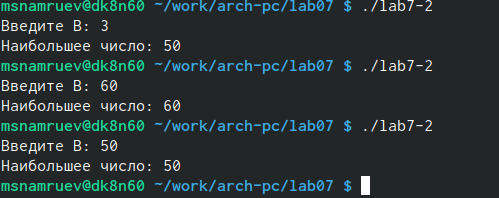 msnamruev@dk8n60 ~/work/arch-pc/lab07 $ ./lab7-2
Введите В: 3
Наибольшее число: 50
msnamruev@dk8n60 ~/work/arch-pc/lab07 $ ./lab7-2
Введите В: 60
Наибольшее число: 60
msnamruev@dk8n60 ~/work/arch-pc/lab07 $ ./lab7-2
Введите В: 50
Наибольшее число: 50
msnamruev@dk8n60 ~/work/arch-pc/lab07 $